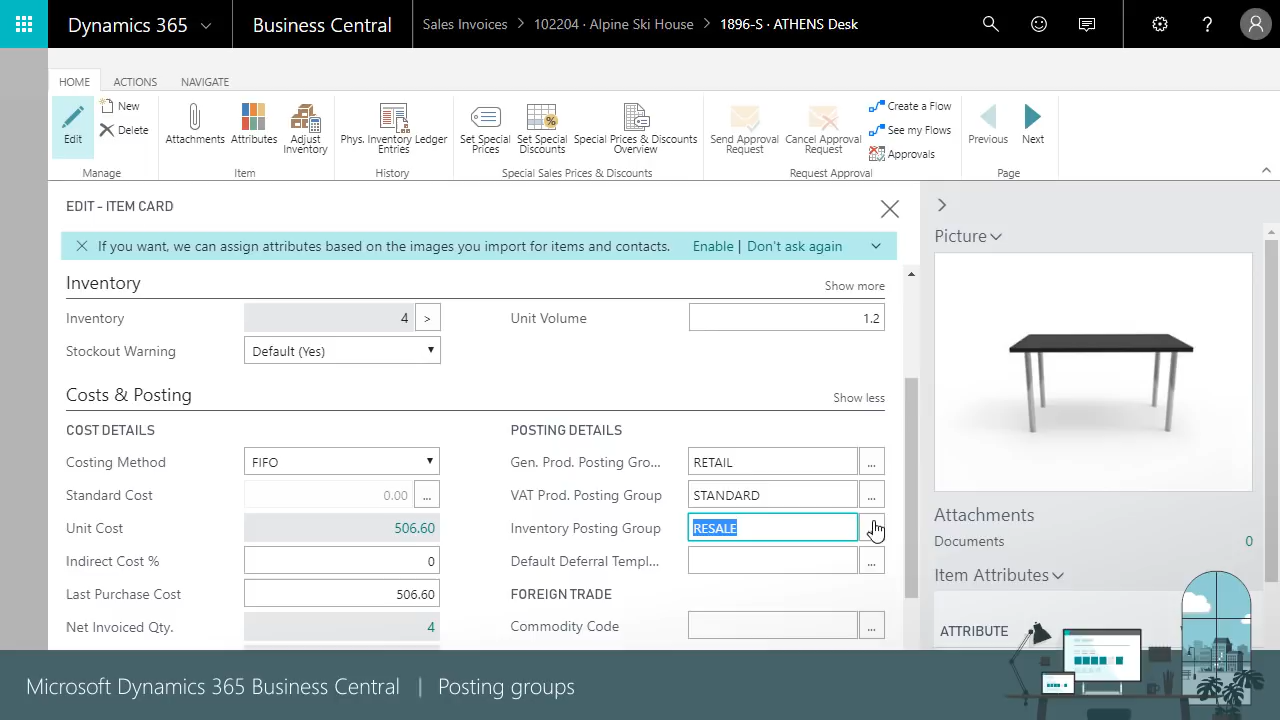 Dynamics 365
Business Central
Sales Invoices > 102204 · Alpine Ski House > 1896-S · ATHENS Desk
?
HOME ACTIONS NAVIGATE
Edit
New
Delete
Manage
Attachments
Attributes
Adjust Inventory
Item
Phys. Inventory Ledger Entries
History
Set Special Prices
Set Special Discounts
Special Prices & Discounts Overview
Special Sales Prices & Discounts
Send Approval Request
Cancel Approval Request
Create a Flow
See my Flows
Approvals
Request Approval
Previous
Next
Page
EDIT - ITEM CARD
If you want, we can assign attributes based on the images you import for items and contacts. Enable | Don't ask again
Inventory
Show more
Inventory 4 >
Unit Volume 1.2
Stockout Warning Default (Yes)
Costs & Posting
Show less
COST DETAILS
Costing Method FIFO
Standard Cost 0.00 ...
Unit Cost 506.60
Indirect Cost % 0
Last Purchase Cost 506.60
Net Invoiced Qty. 4
POSTING DETAILS
Gen. Prod. Posting Gro... RETAIL ...
VAT Prod. Posting Group STANDARD ...
Inventory Posting Group RESALE
Default Deferral Templ... ...
FOREIGN TRADE
Commodity Code ...
Picture
Attachments
Documents 0
Item Attributes
ATTRIBUTE
Microsoft Dynamics 365 Business Central | Posting groups